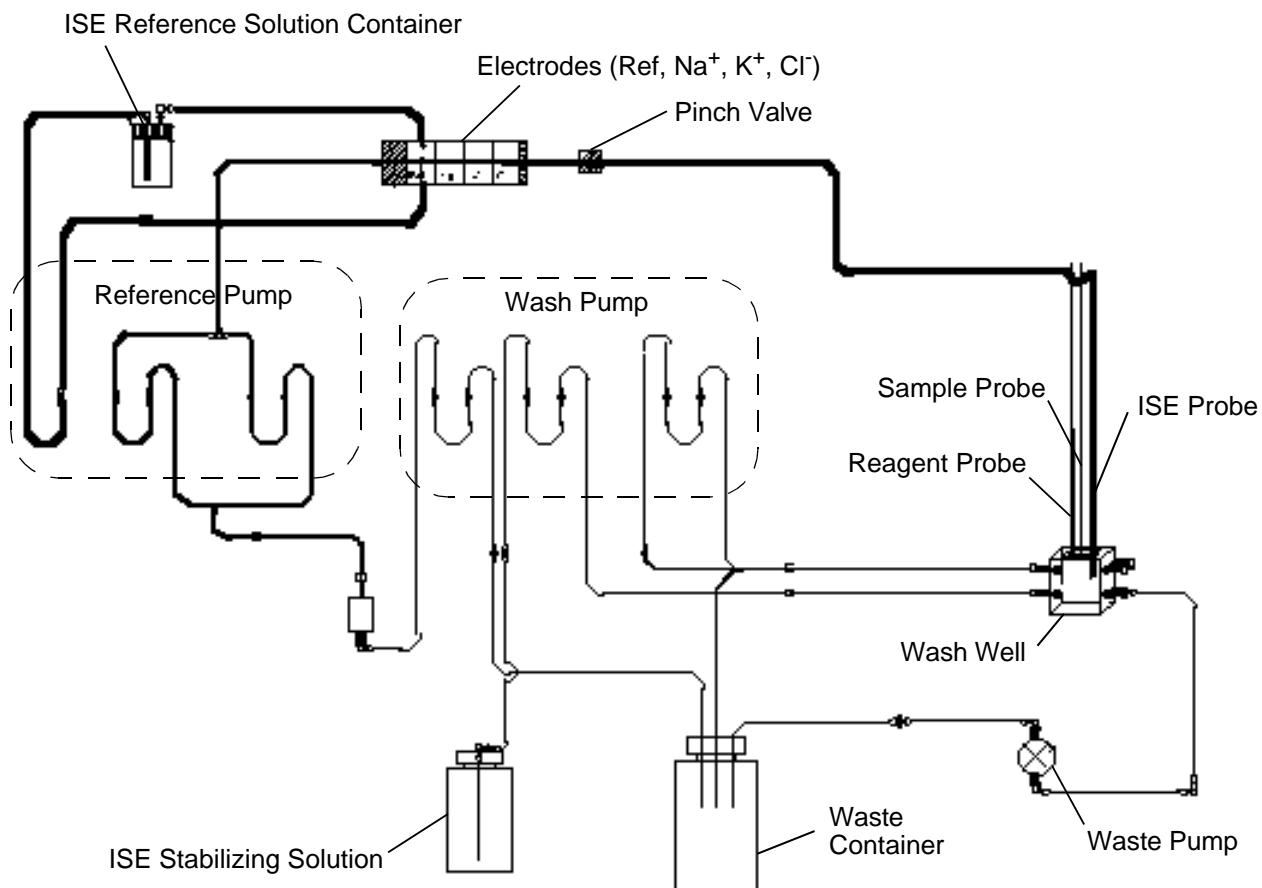 ISE Reference Solution Container
Electrodes (Ref, Na+, K+, Cl-)
Pinch Valve
Reference Pump
Wash Pump
Sample Probe
ISE Probe
Reagent Probe
Wash Well
Waste
Container
Waste Pump
ISE Stabilizing Solution